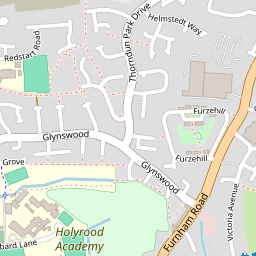 Helmstedt Way
Thorndun Park Drive
Redstart Road
Furzehill
Glynswood
Furzehill
Grove
Glynswood
Furnham Road
Victoria Avenue
Holyrood
Academy
bard Lane